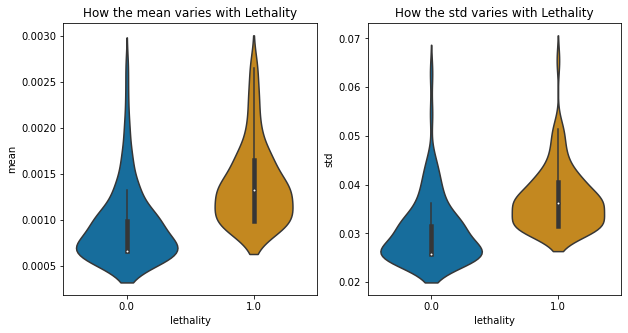 How the mean varies with Lethality
mean
0.0030
0.0025
0.0020
0.0015
0.0010
0.0005
0.0
1.0
lethality
How the std varies with Lethality
std
0.07
0.06
0.05
0.04
0.03
0.02
0.0
1.0
lethality